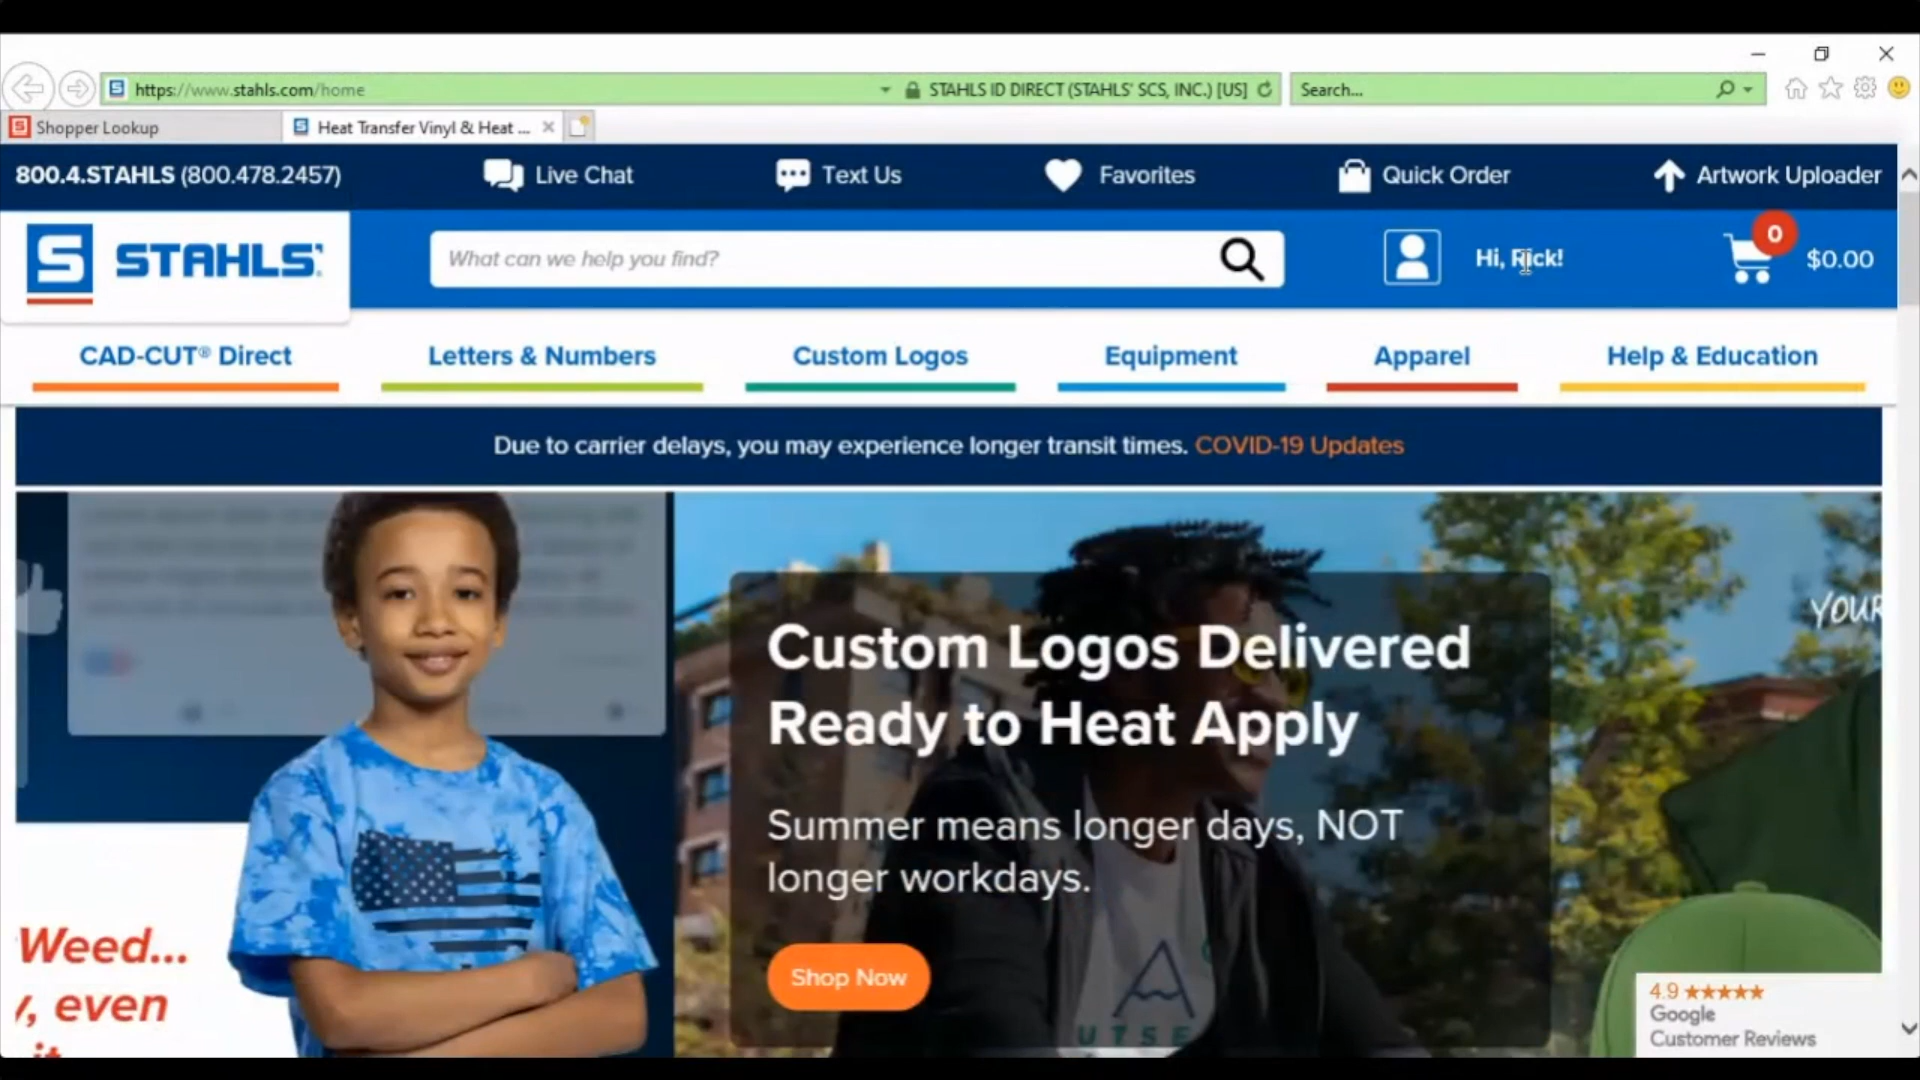 https://www.stahls.com/home
STAHLS ID DIRECT (STAHLS' SCS, INC.) [US]
Search...
Shopper Lookup
Heat Transfer Vinyl & Heat ...
800.4.STAHLS (800.478.2457)
Live Chat
Text Us
Favorites
Quick Order
Artwork Uploader
S STAHLS'
What can we help you find?
Hi, Rick!
0
$0.00
CAD-CUT® Direct
Letters & Numbers
Custom Logos
Equipment
Apparel
Help & Education
Due to carrier delays, you may experience longer transit times. COVID-19 Updates
YOUR
Custom Logos Delivered
Ready to Heat Apply
Summer means longer days, NOT
longer workdays.
Shop Now
Weed...
y, even
it
UTSE
4.9 ★★★★★
Google
Customer Reviews